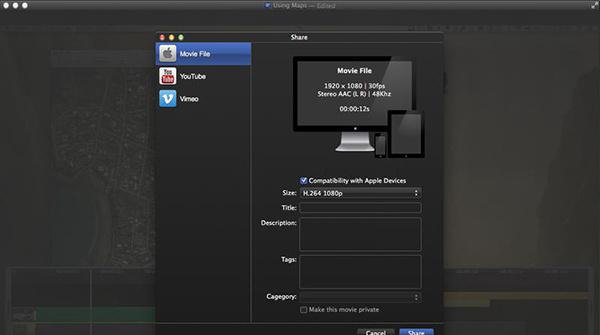 Using Maps — Edited
Share
Movie File
YouTube
Vimeo
Movie File
1920 x 1080 | 30fps
Stereo AAC (L R) | 48Khz
00:00:12s
Compatibility with Apple Devices
Size: H.264 1080p
Title:
Description:
Tags:
Cagegory:
Make this movie private
Cancel Share